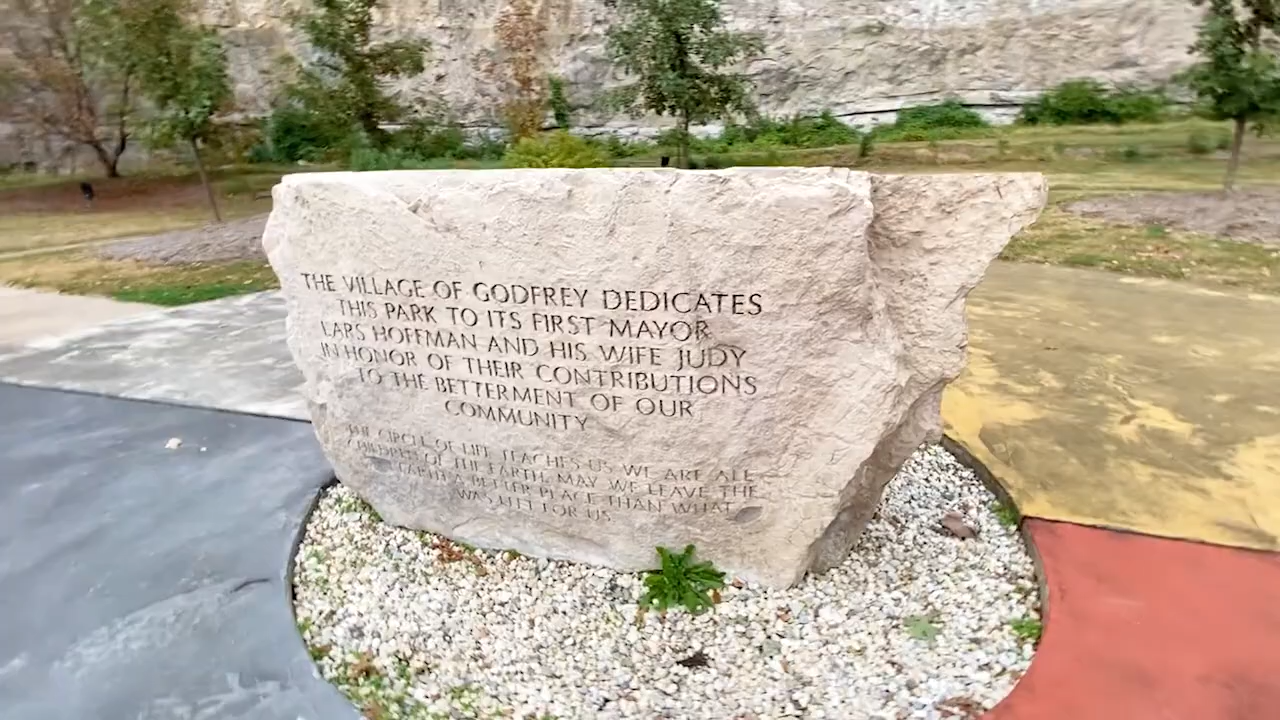 THE VILLAGE OF GODFREY DEDICATES
THIS PARK TO ITS FIRST MAYOR
LARS HOFFMAN AND HIS WIFE JUDY
IN HONOR OF THEIR CONTRIBUTIONS
TO THE BETTERMENT OF OUR
COMMUNITY
THE CIRCLE OF LIFE TEACHES US WE ARE ALL
CHILDREN OF THE EARTH. MAY WE LEAVE THE
EARTH A BETTER PLACE THAN WHAT
WAS LEFT FOR US